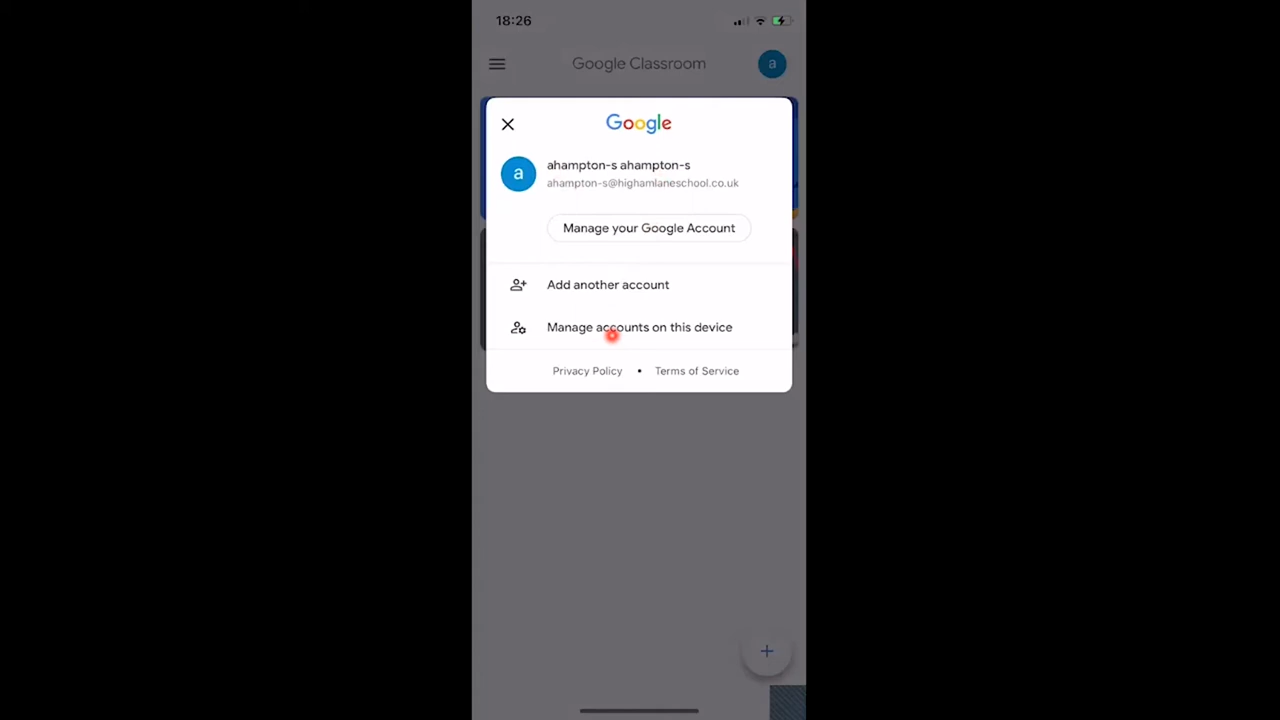 18:26
Google Classroom
a
Google
a
ahampton-s ahampton-s
ahampton-s@highamlaneschool.co.uk
Manage your Google Account
Add another account
Manage accounts on this device
Privacy Policy • Terms of Service